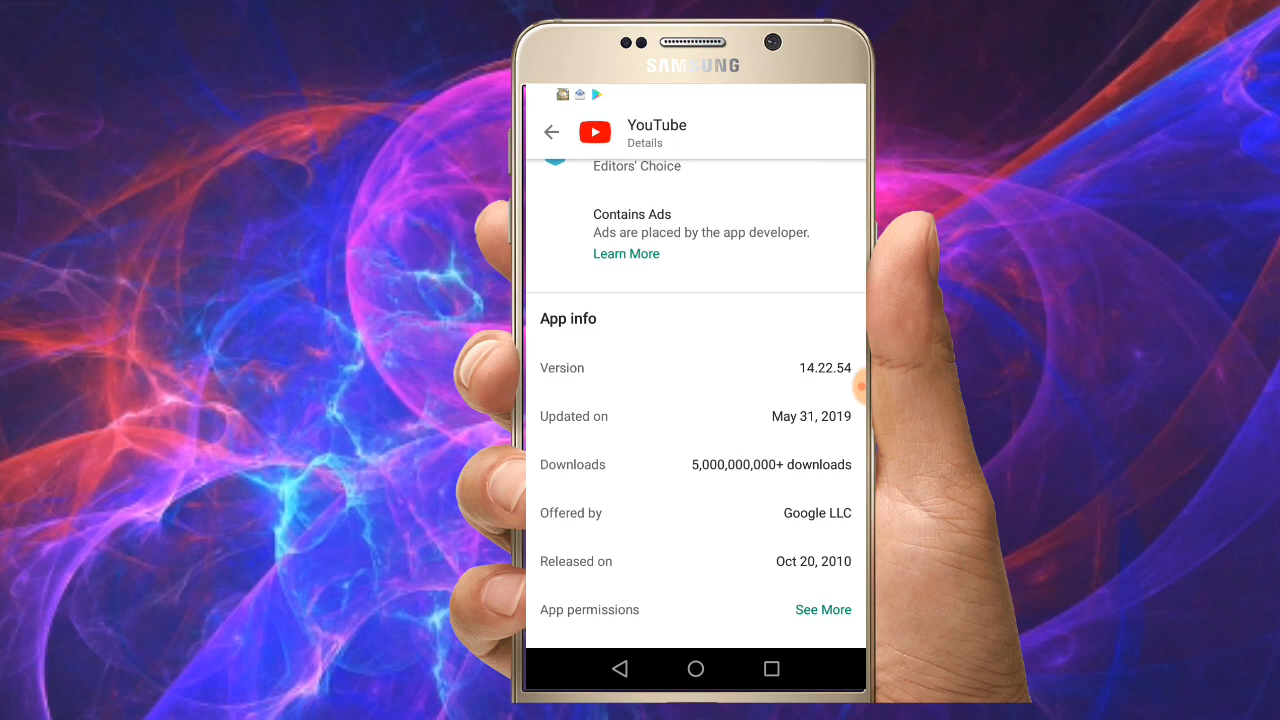 SAMSUNG
YouTube
Details
Editors' Choice
Contains Ads
Ads are placed by the app developer.
Learn More
App info
Version 14.22.54
Updated on May 31, 2019
Downloads 5,000,000,000+ downloads
Offered by Google LLC
Released on Oct 20, 2010
App permissions See More